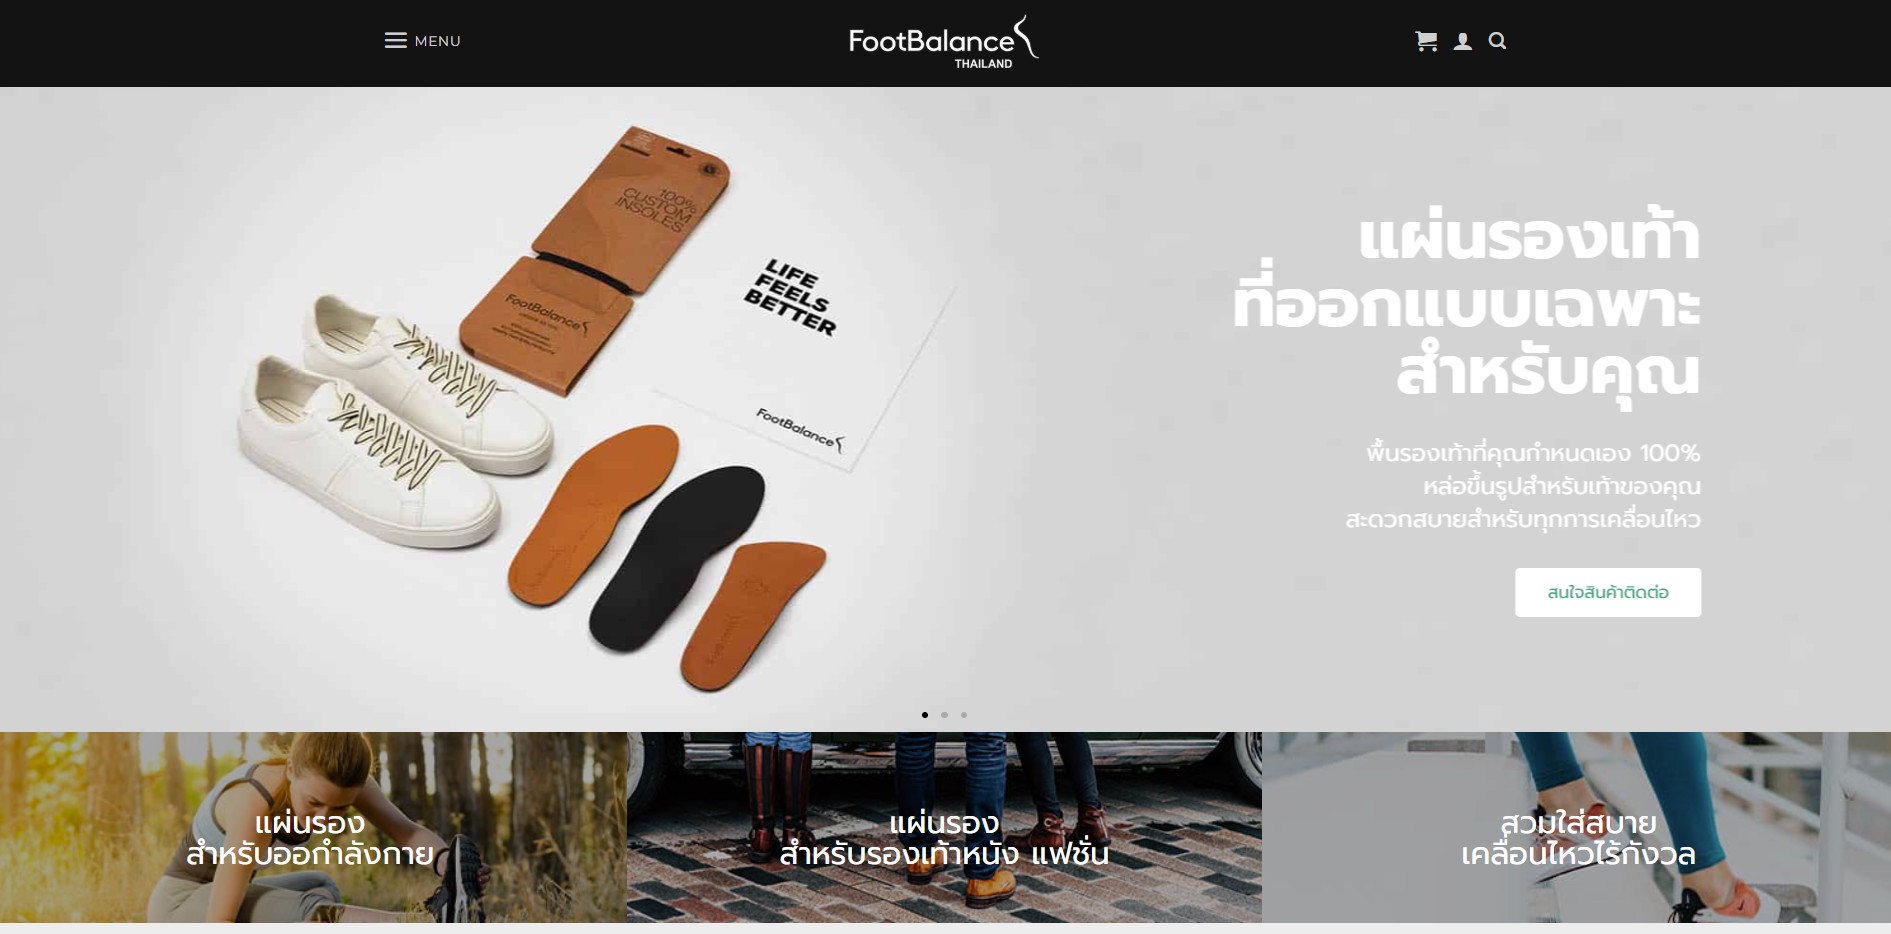 MENU
FootBalance
THAILAND
100%
CUSTOM
INSOLES
FootBalance
LIFE
FEELS
BETTER
FootBalance
แผ่นรองเท้า
ที่ออกแบบเฉพาะ
สำหรับคุณ
พื้นรองเท้าที่คุณกำหนดเอง 100%
หล่อขึ้นรูปสำหรับเท้าของคุณ
สะดวกสบายสำหรับทุกการเคลื่อนไหว
สนใจสินค้าติดต่อ
แผ่นรอง
สำหรับออกำลังกาย
แผ่นรอง
สำหรับรองเท้าหนัง แฟชั่น
สวมใส่สบาย
เคลื่อนไหวไร้กังวล